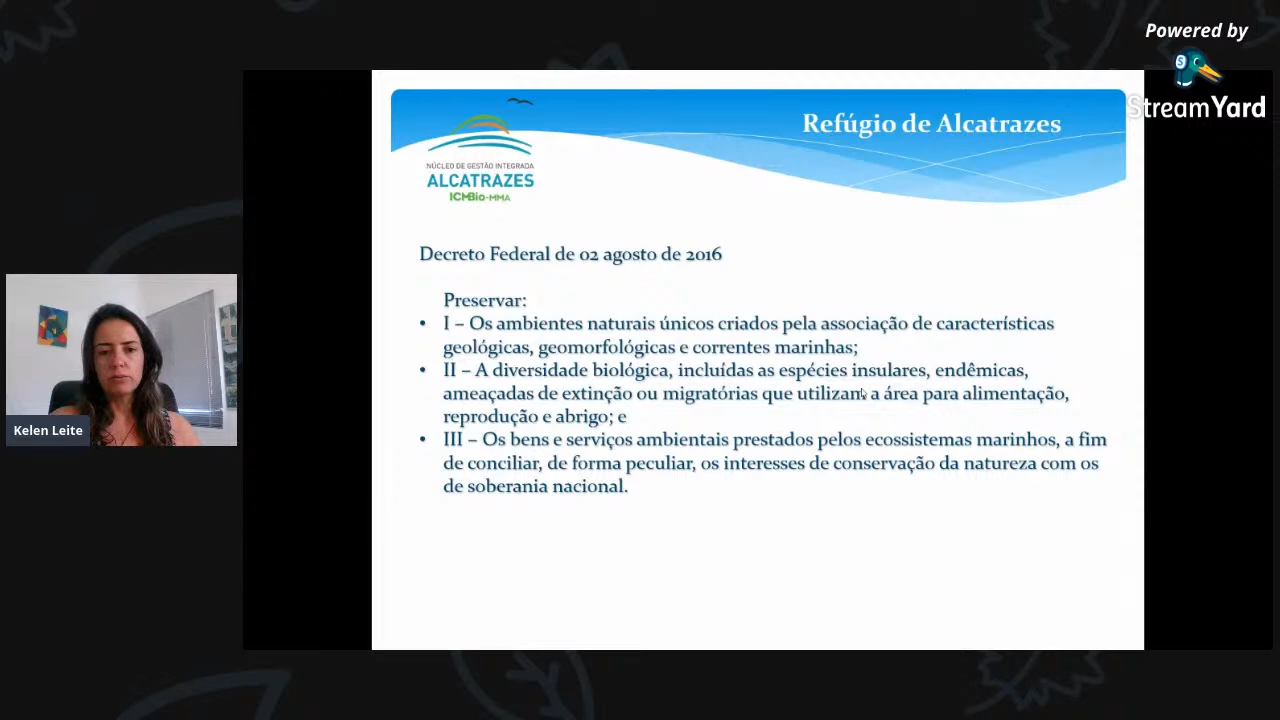 Powered by
StreamYard
Refúgio de Alcatrazes
NÚCLEO DE GESTÃO INTEGRADA
ALCATRAZES
ICMBio-MMA
Decreto Federal de 02 agosto de 2016
Preservar:
• I – Os ambientes naturais únicos criados pela associação de características
geológicas, geomorfológicas e correntes marinhas;
• II – A diversidade biológica, incluídas as espécies insulares, endêmicas,
ameaçadas de extinção ou migratórias que utilizam a área para alimentação,
reprodução e abrigo; e
• III – Os bens e serviços ambientais prestados pelos ecossistemas marinhos, a fim
de conciliar, de forma peculiar, os interesses de conservação da natureza com os
de soberania nacional.
Kelen Leite